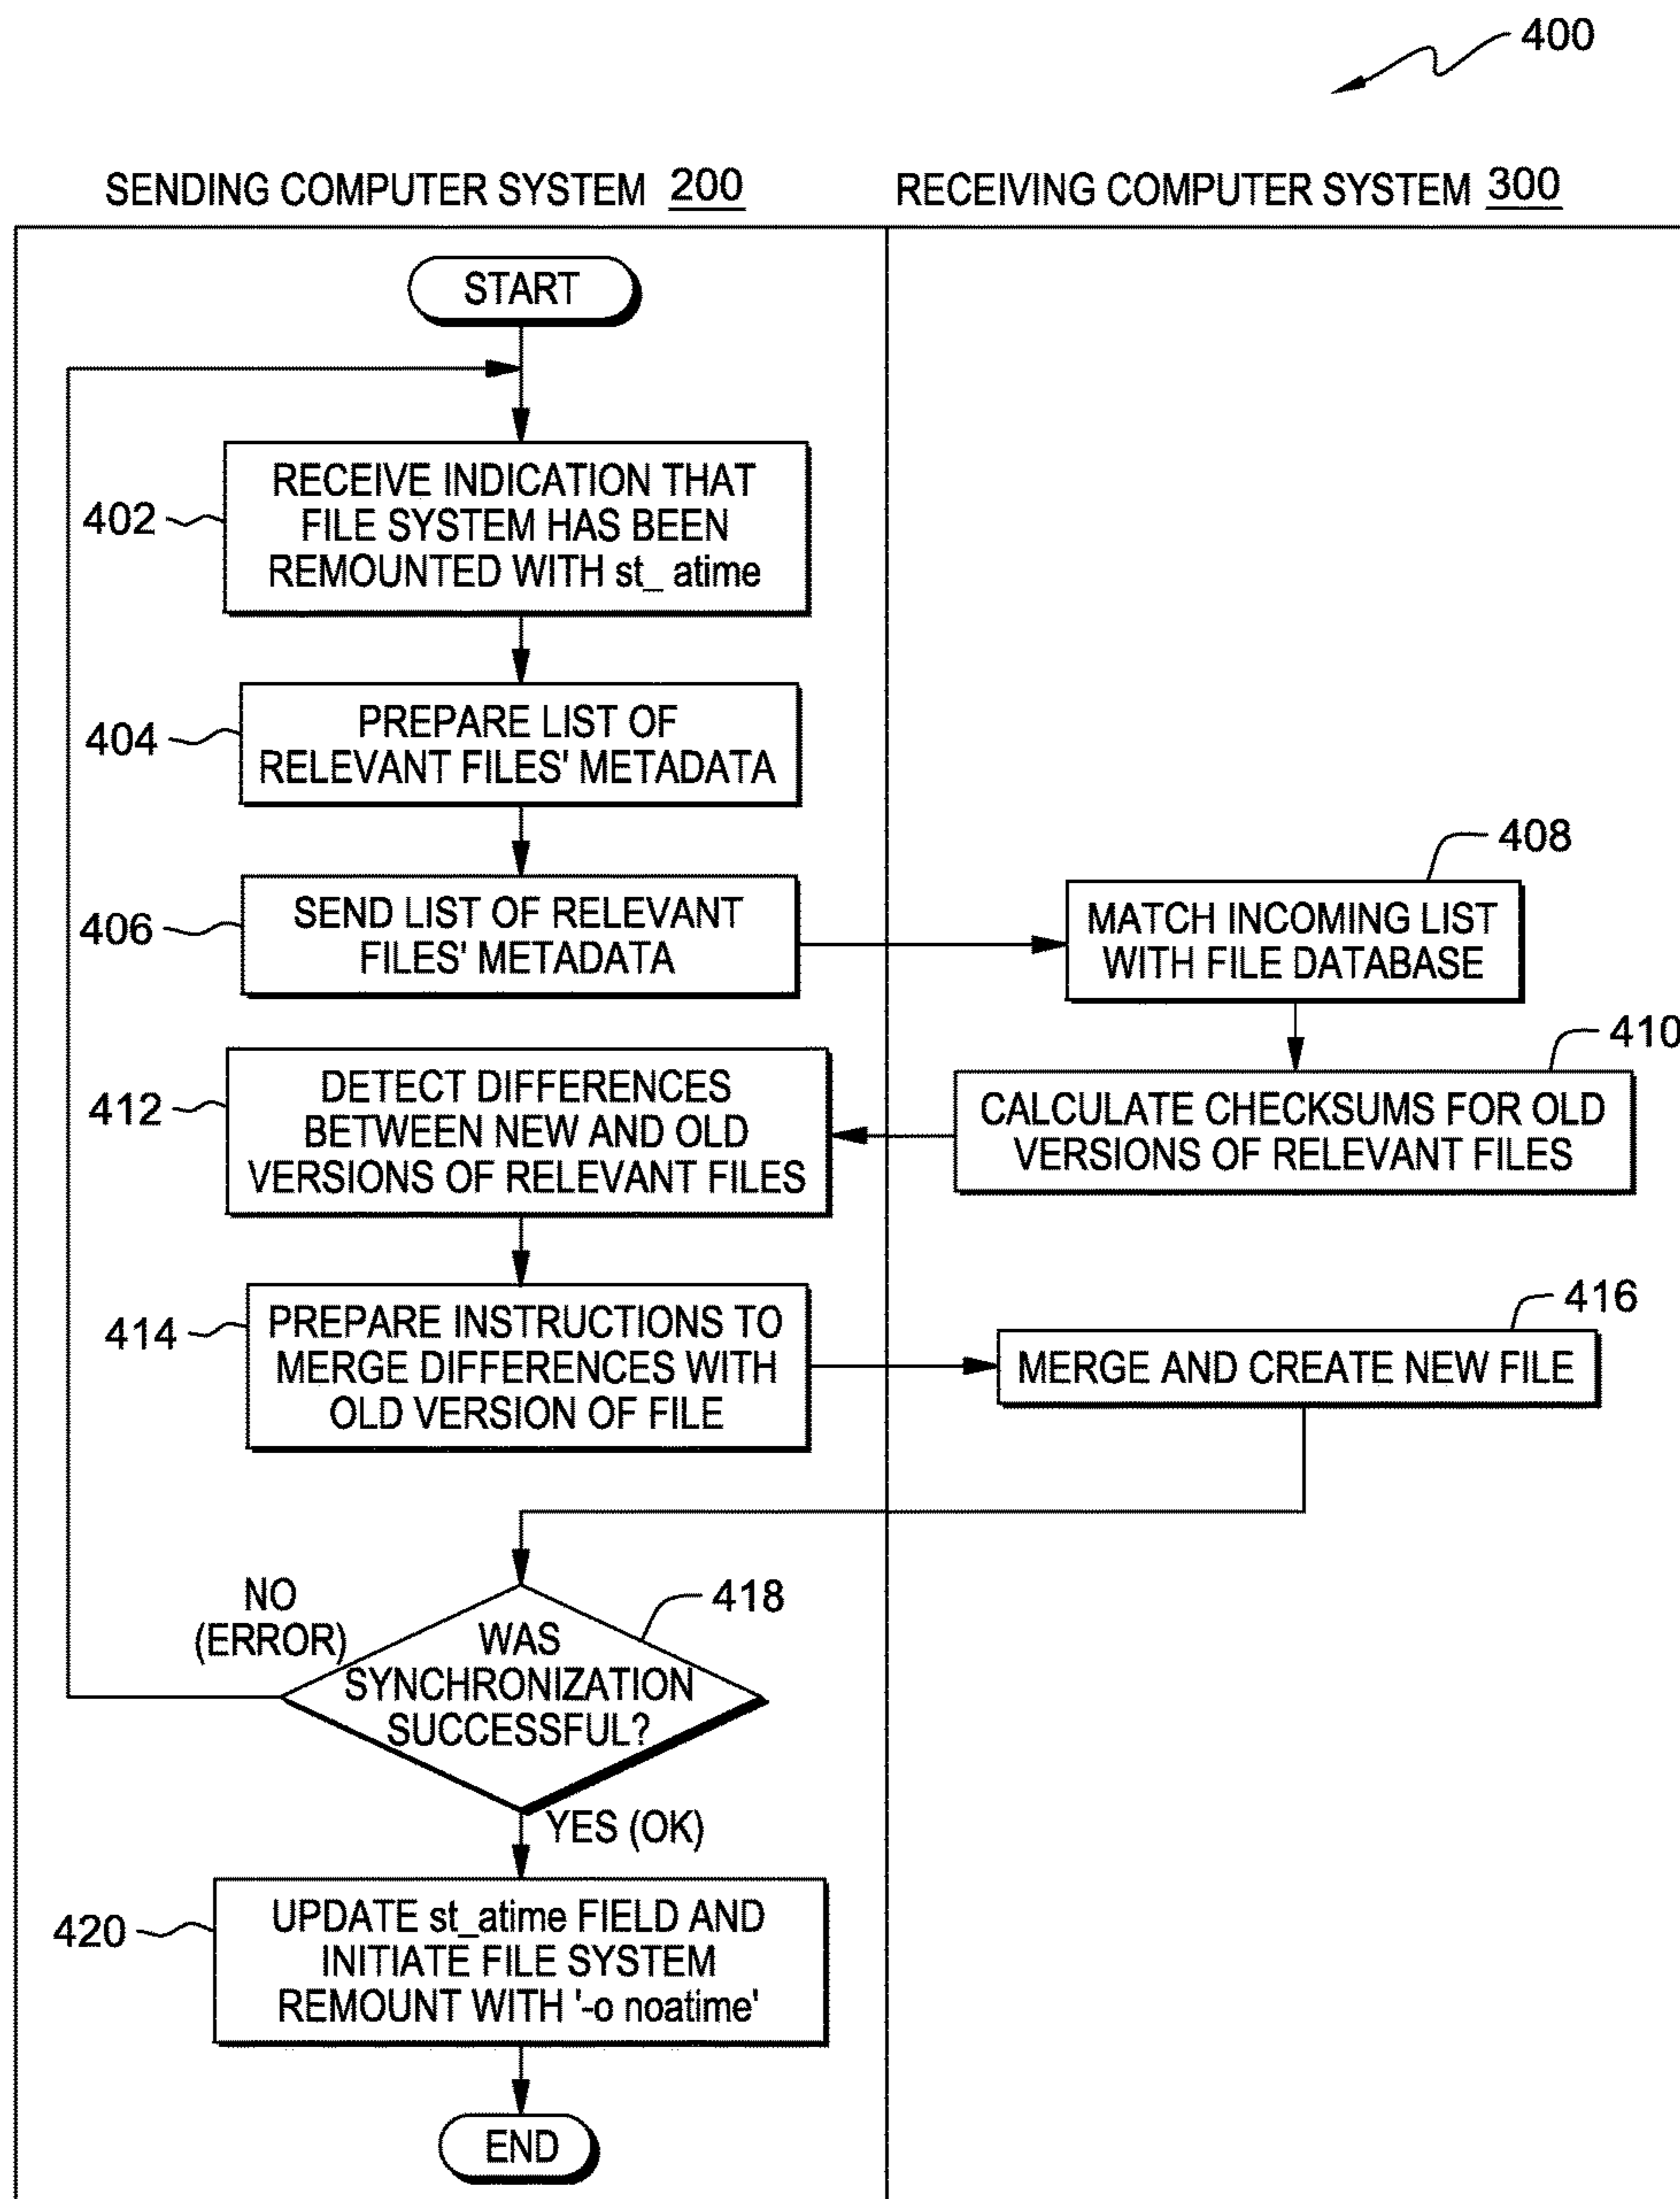 400
SENDING COMPUTER SYSTEM 200
RECEIVING COMPUTER SYSTEM 300
START
402
RECEIVE INDICATION THAT
FILE SYSTEM HAS BEEN
REMOUNTED WITH st_ atime
404
PREPARE LIST OF
RELEVANT FILES' METADATA
406
SEND LIST OF RELEVANT
FILES' METADATA
408
MATCH INCOMING LIST
WITH FILE DATABASE
410
CALCULATE CHECKSUMS FOR OLD
VERSIONS OF RELEVANT FILES
412
DETECT DIFFERENCES
BETWEEN NEW AND OLD
VERSIONS OF RELEVANT FILES
414
PREPARE INSTRUCTIONS TO
MERGE DIFFERENCES WITH
OLD VERSION OF FILE
416
MERGE AND CREATE NEW FILE
418
WAS
SYNCHRONIZATION
SUCCESSFUL?
NO
(ERROR)
YES (OK)
420
UPDATE st_atime FIELD AND
INITIATE FILE SYSTEM
REMOUNT WITH '-o noatime'
END